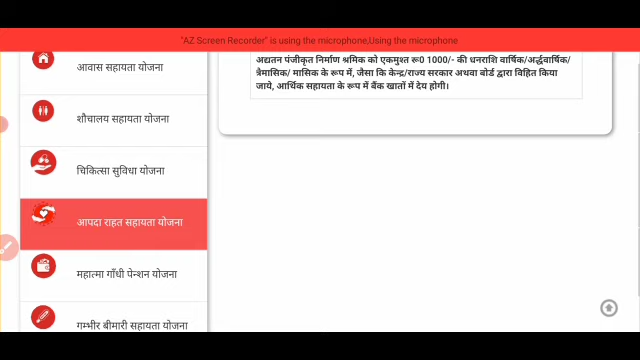 "AZ Screen Recorder" is using the microphone,Using the microphone
आवास सहायता योजना
शौचालय सहायता योजना
चिकित्सा सुविधा योजना
आपदा राहत सहायता योजना
महात्मा गाँधी पेन्शन योजना
गम्भीर बीमारी सहायता योजना
अद्यतन पंजीकृत निर्माण श्रमिक को एकमुश्त रू0 1000/- की धनराशि वार्षिक/अर्द्धवार्षिक/
त्रैमासिक/ मासिक के रूप में, जैसा कि केन्द्र/राज्य सरकार अथवा बोर्ड द्वारा विहित किया
जाये, आर्थिक सहायता के रूप में बैंक खातों में देय होगी।